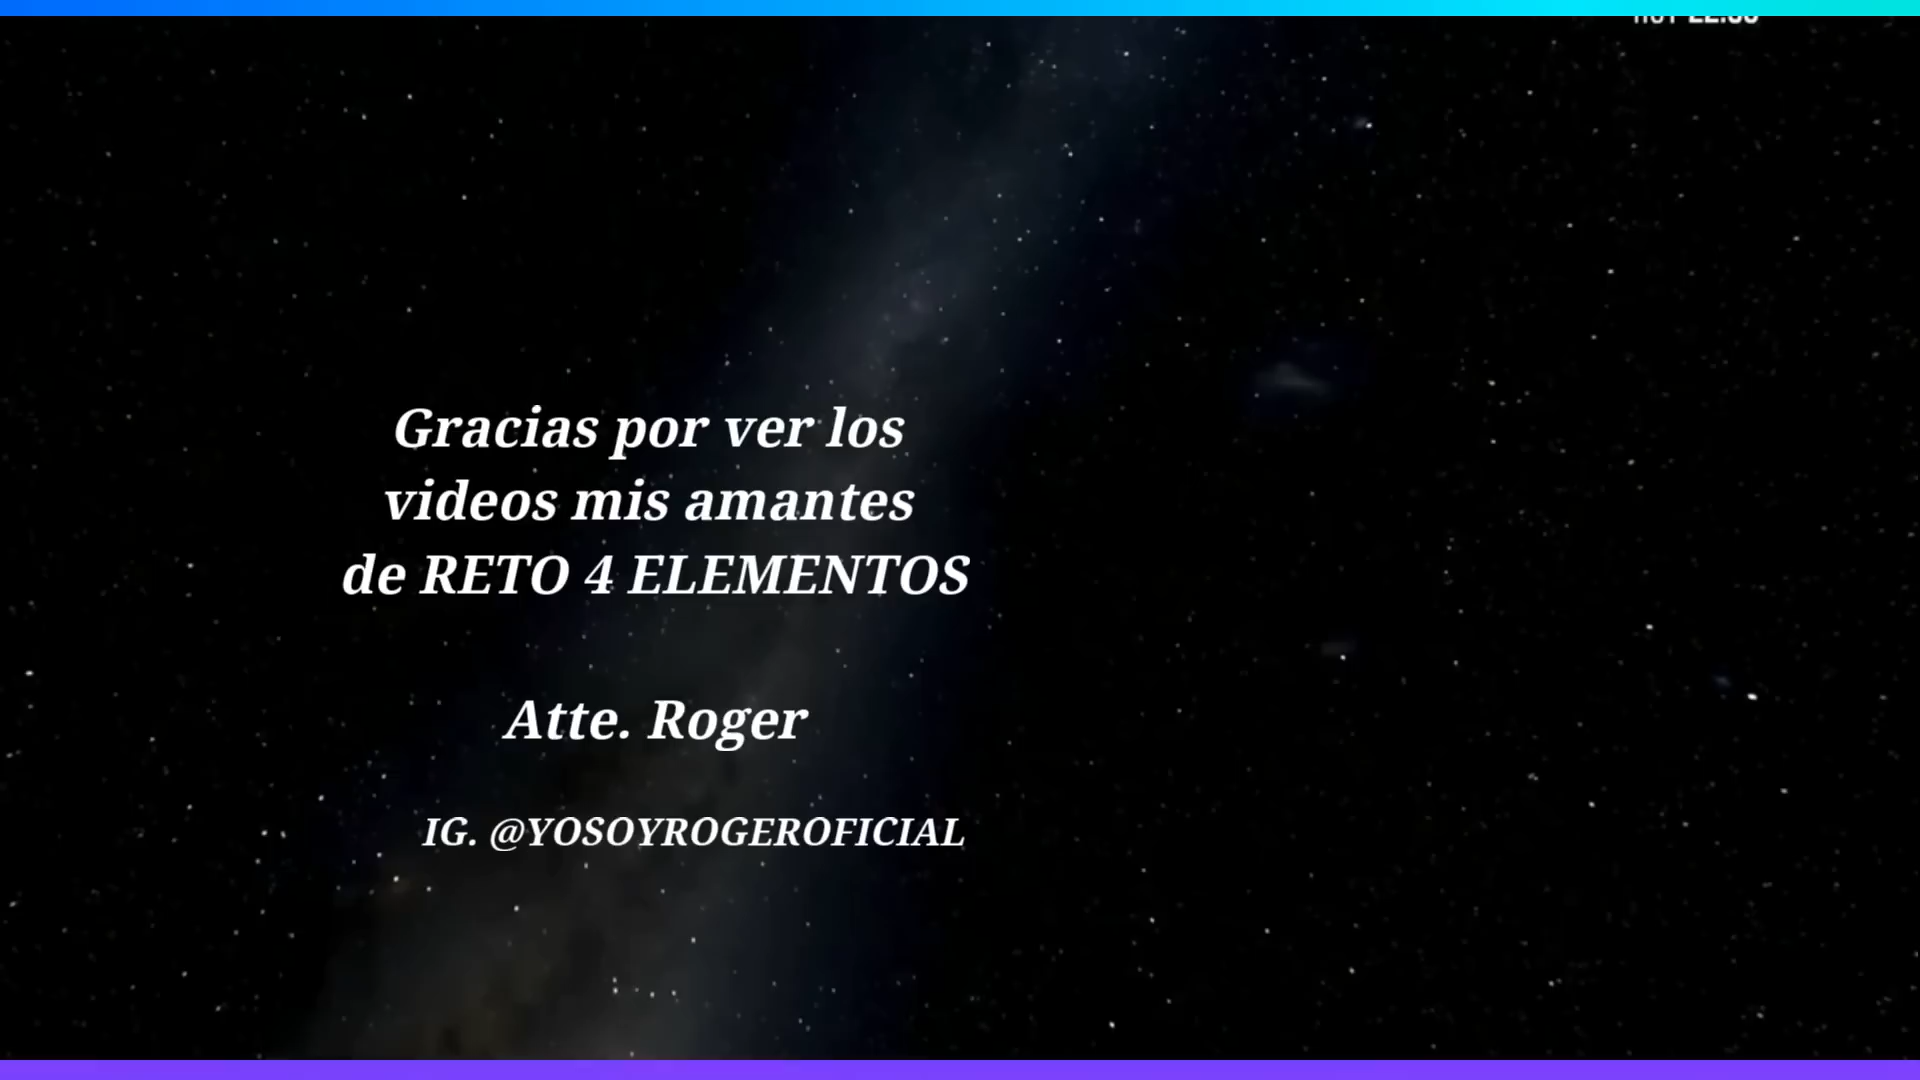 Gracias por ver los
videos mis amantes
de RETO 4 ELEMENTOS
Atte. Roger
IG. @YOSOYROGEROFICIAL